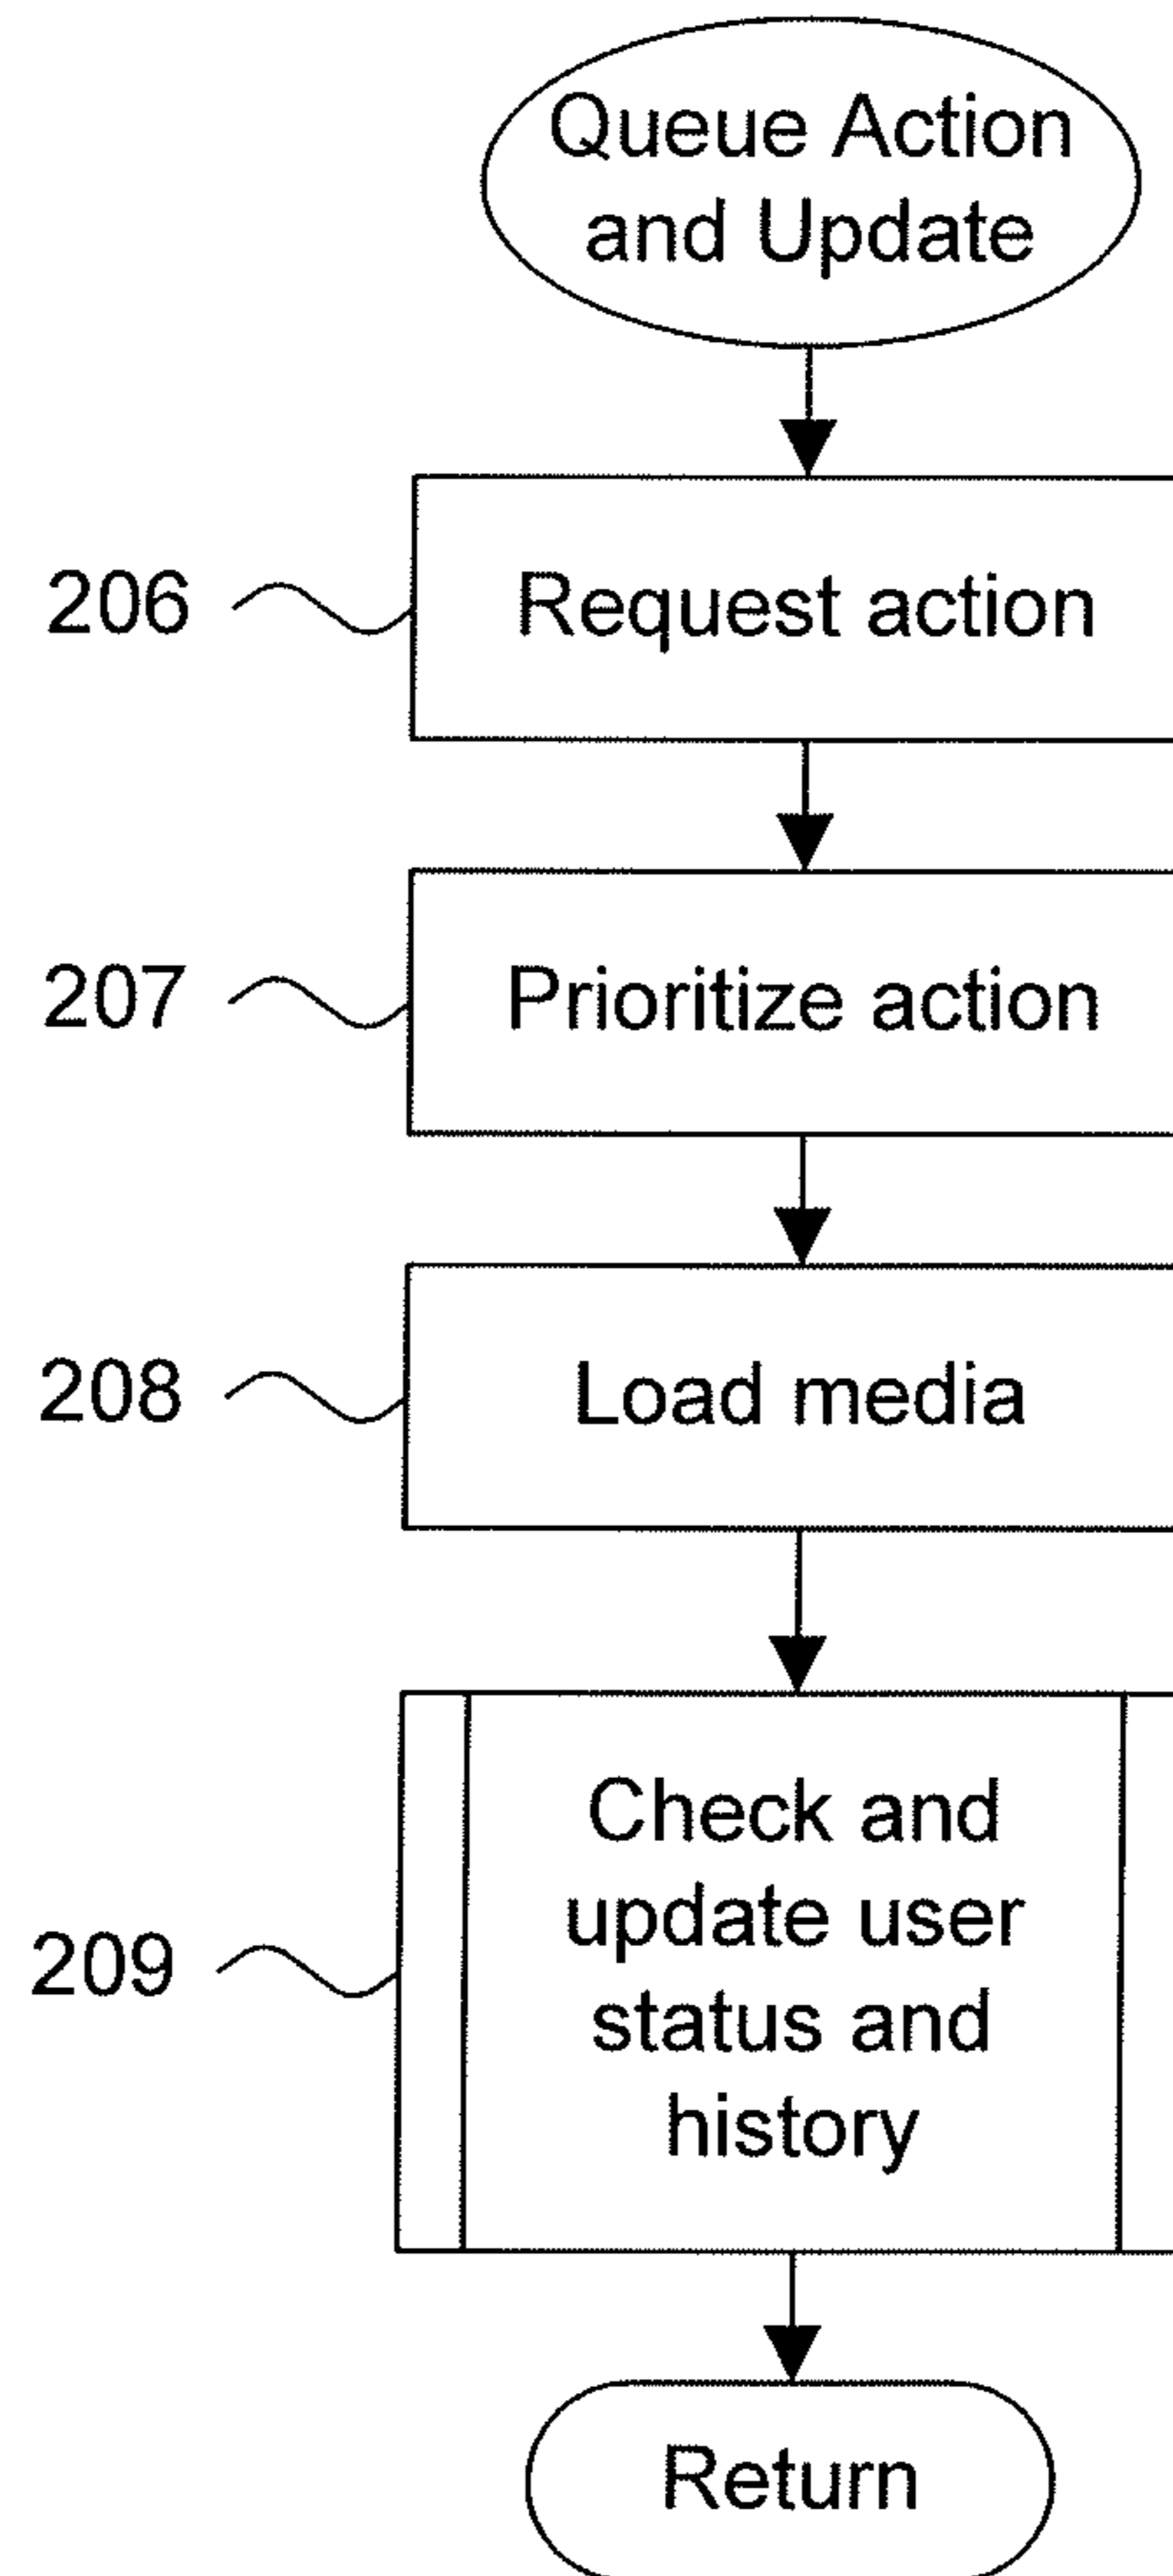 Queue Action
and Update
206
Request action
207
Prioritize action
208
Load media
209
Check and
update user
status and
history
Return